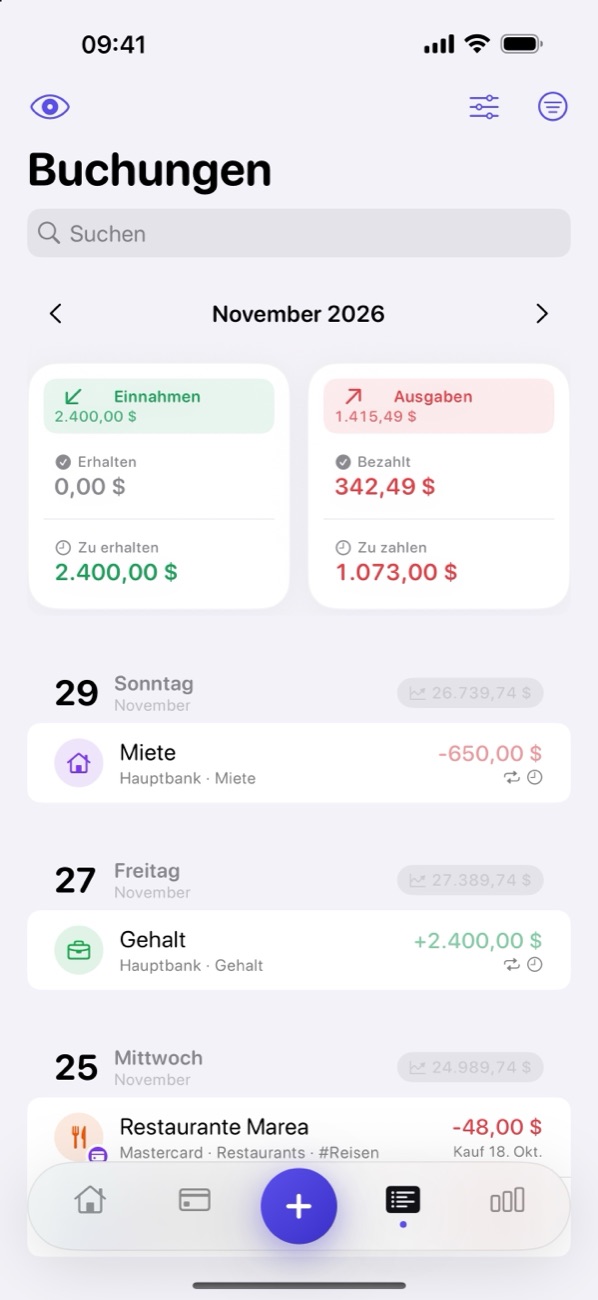 09:41
Buchungen
Suchen
November 2026
Einnahmen
2.400,00 $
Erhalten
0,00 $
Zu erhalten
2.400,00 $
Ausgaben
1.415,49 $
Bezahlt
342,49 $
Zu zahlen
1.073,00 $
29 Sonntag
November
26.739,74 $
Miete
-650,00 $
Hauptbank · Miete
27 Freitag
November
27.389,74 $
Gehalt
+2.400,00 $
Hauptbank · Gehalt
25 Mittwoch
November
24.989,74 $
Restaurante Marea
-48,00 $
Mastercard · Restaurants · #Reisen
Kauf 18. Okt.